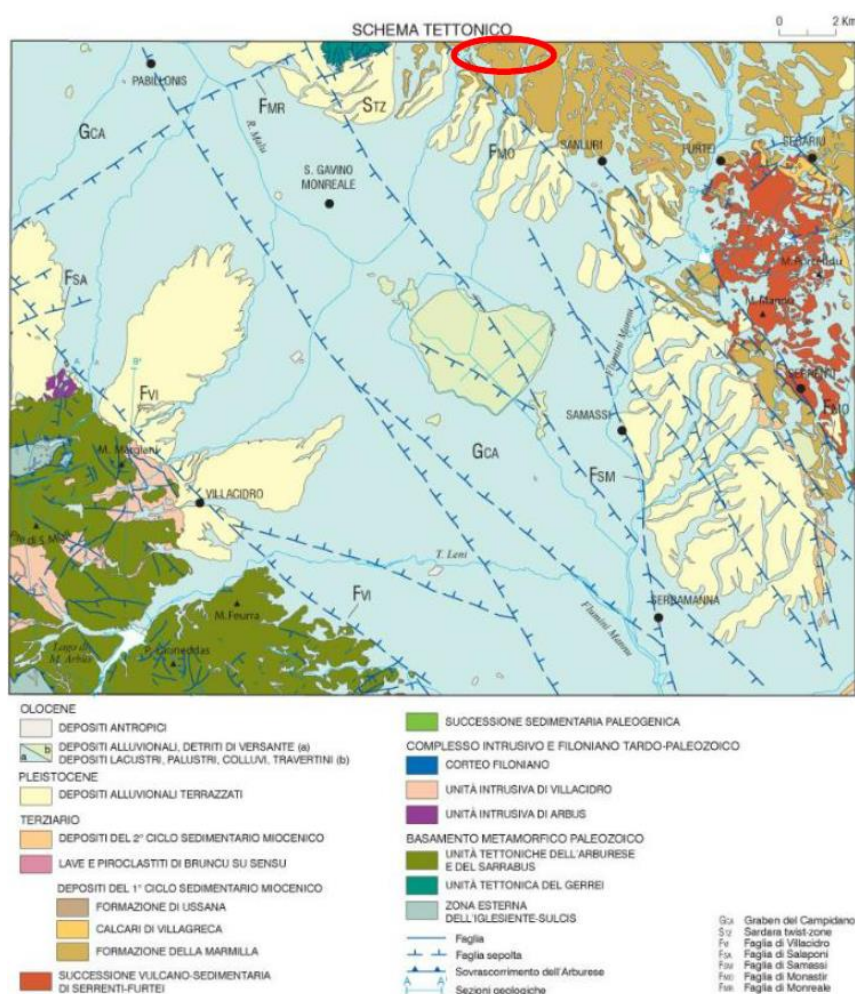 SCHEMA TETTONICO
0 2 Km
PABILLONIS
FMR
STZ
GCA
R. Malu
FMO
SANLURI
FURTEI
SEGARIU
S. GAVINO
MONREALE
FSA
M. Mannu
Flumini Mannu
SERRENTI
FMO
FVI
SAMASSI
M. Margiani
GCA
FSM
VILLACIDRO
T. Leni
FVI
M. Feurra
SERRAMANNA
Flumini Mannu
Lago di
M. Arbus
OLOCENE
DEPOSITI ANTROPICI
a b
DEPOSITI ALLUVIONALI, DETRITI DI VERSANTE (a)
DEPOSITI LACUSTRI, PALUSTRI, COLLUVI, TRAVERTINI (b)
PLEISTOCENE
DEPOSITI ALLUVIONALI TERRAZZATI
TERZIARIO
DEPOSITI DEL 2° CICLO SEDIMENTARIO MIOCENICO
LAVE E PIROCLASTITI DI BRUNCU SU SENSU
DEPOSITI DEL 1° CICLO SEDIMENTARIO MIOCENICO
FORMAZIONE DI USSANA
CALCARI DI VILLAGRECA
FORMAZIONE DELLA MARMILLA
SUCCESSIONE VULCANO-SEDIMENTARIA
DI SERRENTI-FURTEI
SUCCESSIONE SEDIMENTARIA PALEOGENICA
COMPLESSO INTRUSIVO E FILONIANO TARDO-PALEOZOICO
CORTEO FILONIANO
UNITÀ INTRUSIVA DI VILLACIDRO
UNITÀ INTRUSIVA DI ARBUS
BASAMENTO METAMORFICO PALEOZOICO
UNITÀ TETTONICHE DELL'ARBURESE
E DEL SARRABUS
UNITÀ TETTONICA DEL GERREI
ZONA ESTERNA
DELL'IGLESIENTE-SULCIS
Faglia
Faglia sepolta
Sovrascorrimento dell'Arburese
A A'
Sezioni geologiche
GCA Graben del Campidano
STZ Sardara twist-zone
FVI Faglia di Villacidro
FSA Faglia di Salaponi
FSM Faglia di Samassi
FMO Faglia di Monastir
FMR Faglia di Monreale